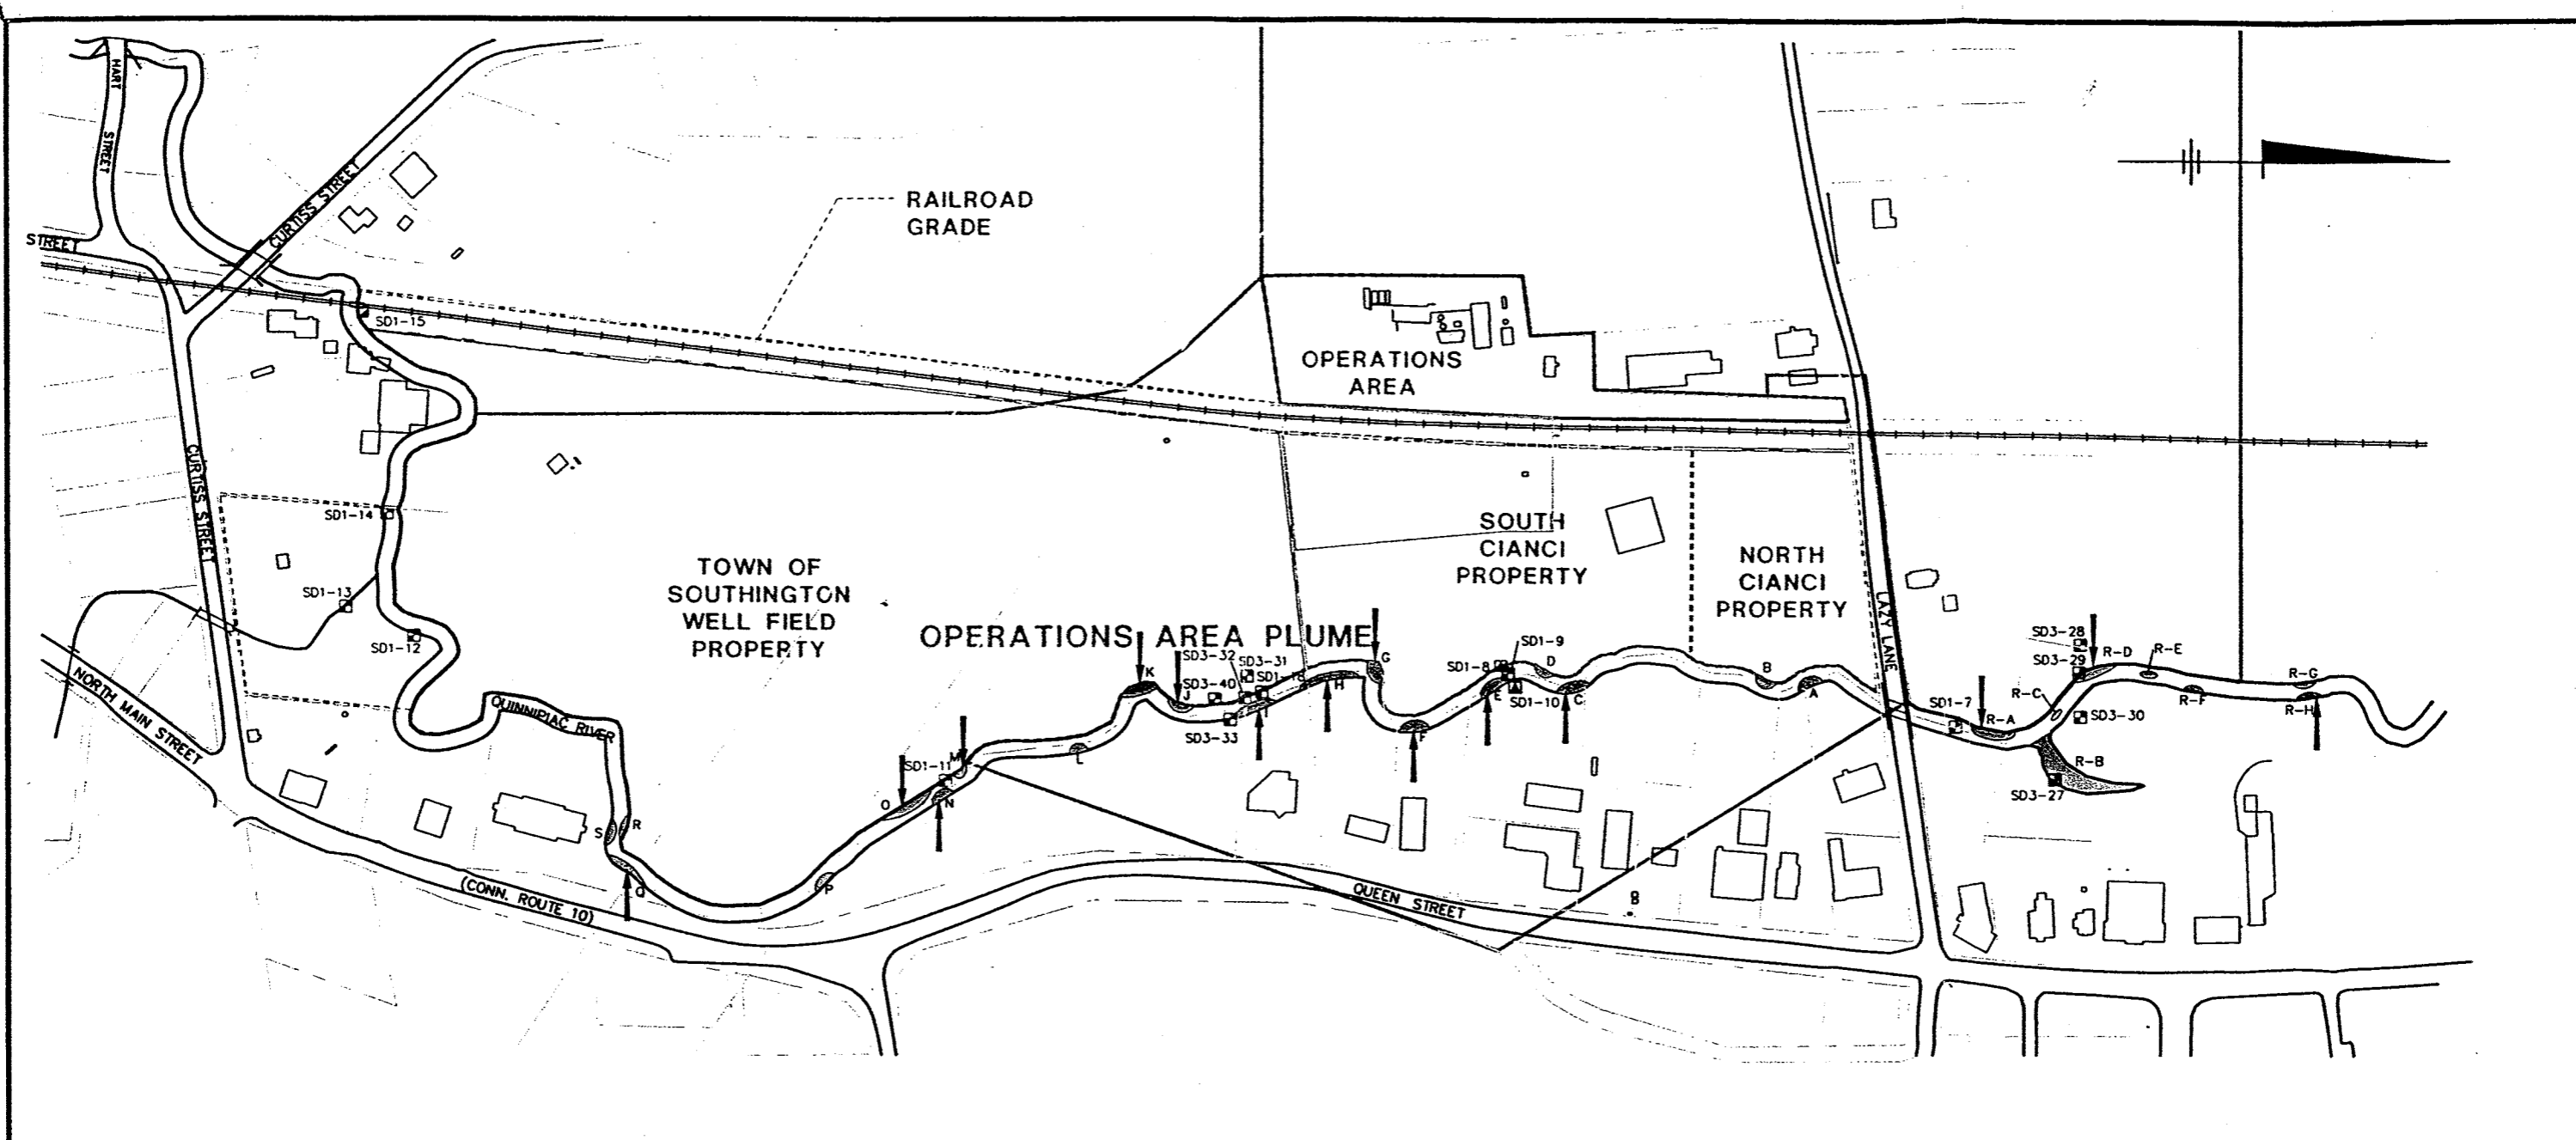 HART
STREET
STREET
CURTISS STREET
RAILROAD
GRADE
SD1-15
OPERATIONS
AREA
CURTISS STREET
SD1-14
SD1-13
SD1-12
TOWN OF
SOUTHINGTON
WELL FIELD
PROPERTY
SOUTH
CIANCI
PROPERTY
NORTH
CIANCI
PROPERTY
LAZY LANE
OPERATIONS AREA PLUME
NORTH MAIN STREET
QUINNIPIAC RIVER
(CONN. ROUTE 10)
QUEEN STREET
SD3-32
SD3-31
SD1-16
SD3-40
SD3-33
SD1-11
SD1-9
SD1-8
SD1-10
SD1-7
SD3-28
SD3-29
SD3-30
SD3-27
R-A
R-B
R-C
R-D
R-E
R-F
R-G
R-H
A
B
C
D
E
F
G
H
I
J
K
L
M
N
O
P
Q
R
S